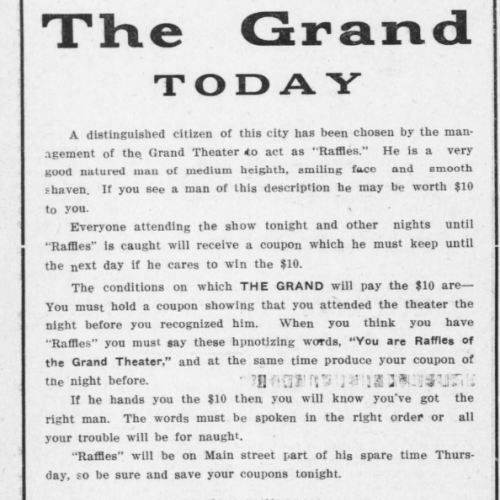 The Grand
TODAY
A distinguished citizen of this city has been chosen by the man-
agement of the Grand Theater to act as "Raffles." He is a very
good natured man of medium heighth, smiling face and smooth
shaven. If you see a man of this description he may be worth $10
to you.
Everyone attending the show tonight and other nights until
"Raffles" is caught will receive a coupon which he must keep until
the next day if he cares to win the $10.
The conditions on which THE GRAND will pay the $10 are—
You must hold a coupon showing that you attended the theater the
night before you recognized him. When you think you have
"Raffles" you must say these hpnotizing words, "You are Raffles of
the Grand Theater," and at the same time produce your coupon of
tne night before.
If he hands you the $10 then you will know you've got the
right man. The words must be spoken in the right order or all
your trouble will be for naught.
"Raffles" will be on Main street part of his spare time Thurs-
day, so be sure and save your coupons tonight.